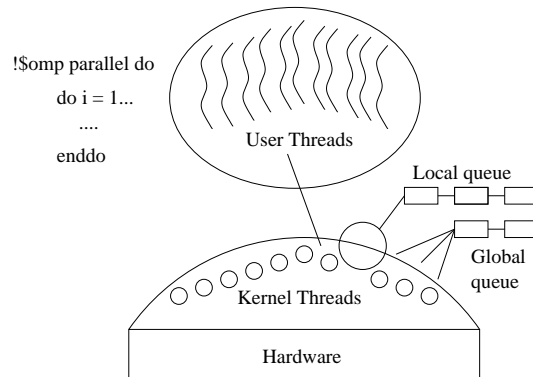 !$omp parallel do
do i = 1...
....
enddo
User Threads
Local queue
Global
queue
Kernel Threads
Hardware